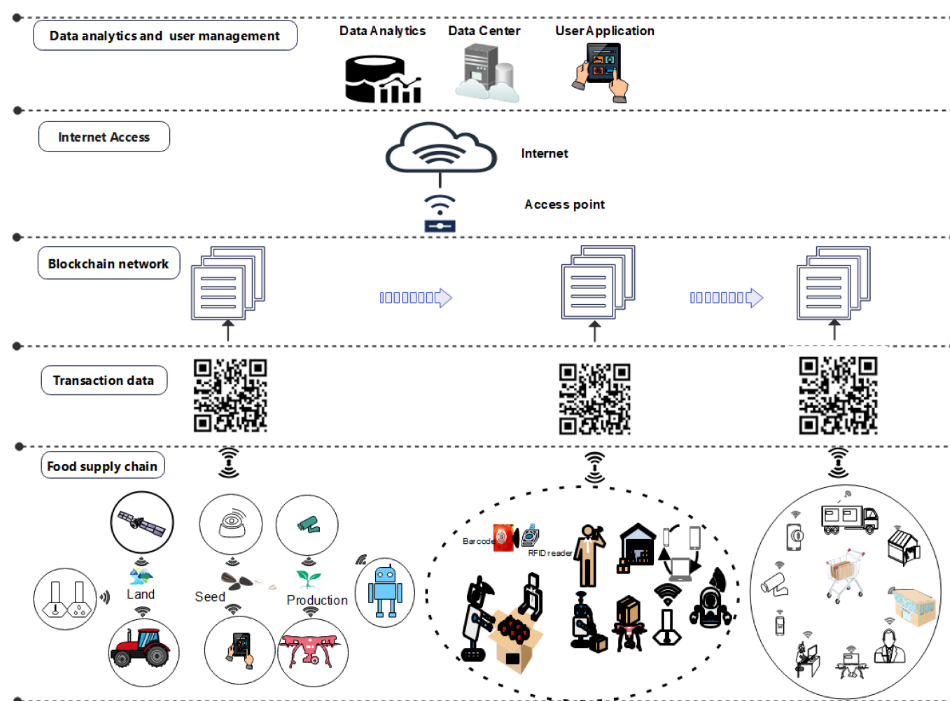 Data analytics and user management
Data Analytics
Data Center
User Application
Internet Access
Internet
Access point
Blockchain network
Transaction data
Food supply chain
Barcode
RFID reader
Land
Seed
Production